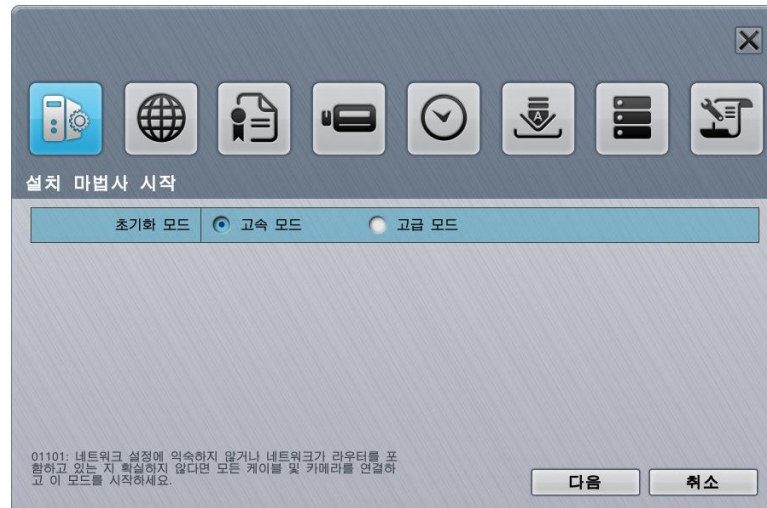 설치 마법사 시작
초기화 모드 고속 모드 고급 모드
01101: 네트워크 설정에 익숙하지 않거나 네트워크가 라우터를 포
함하고 있는 지 확실하지 않다면 모든 케이블 및 카메라를 연결하
고 이 모드를 시작하세요.
다음 취소